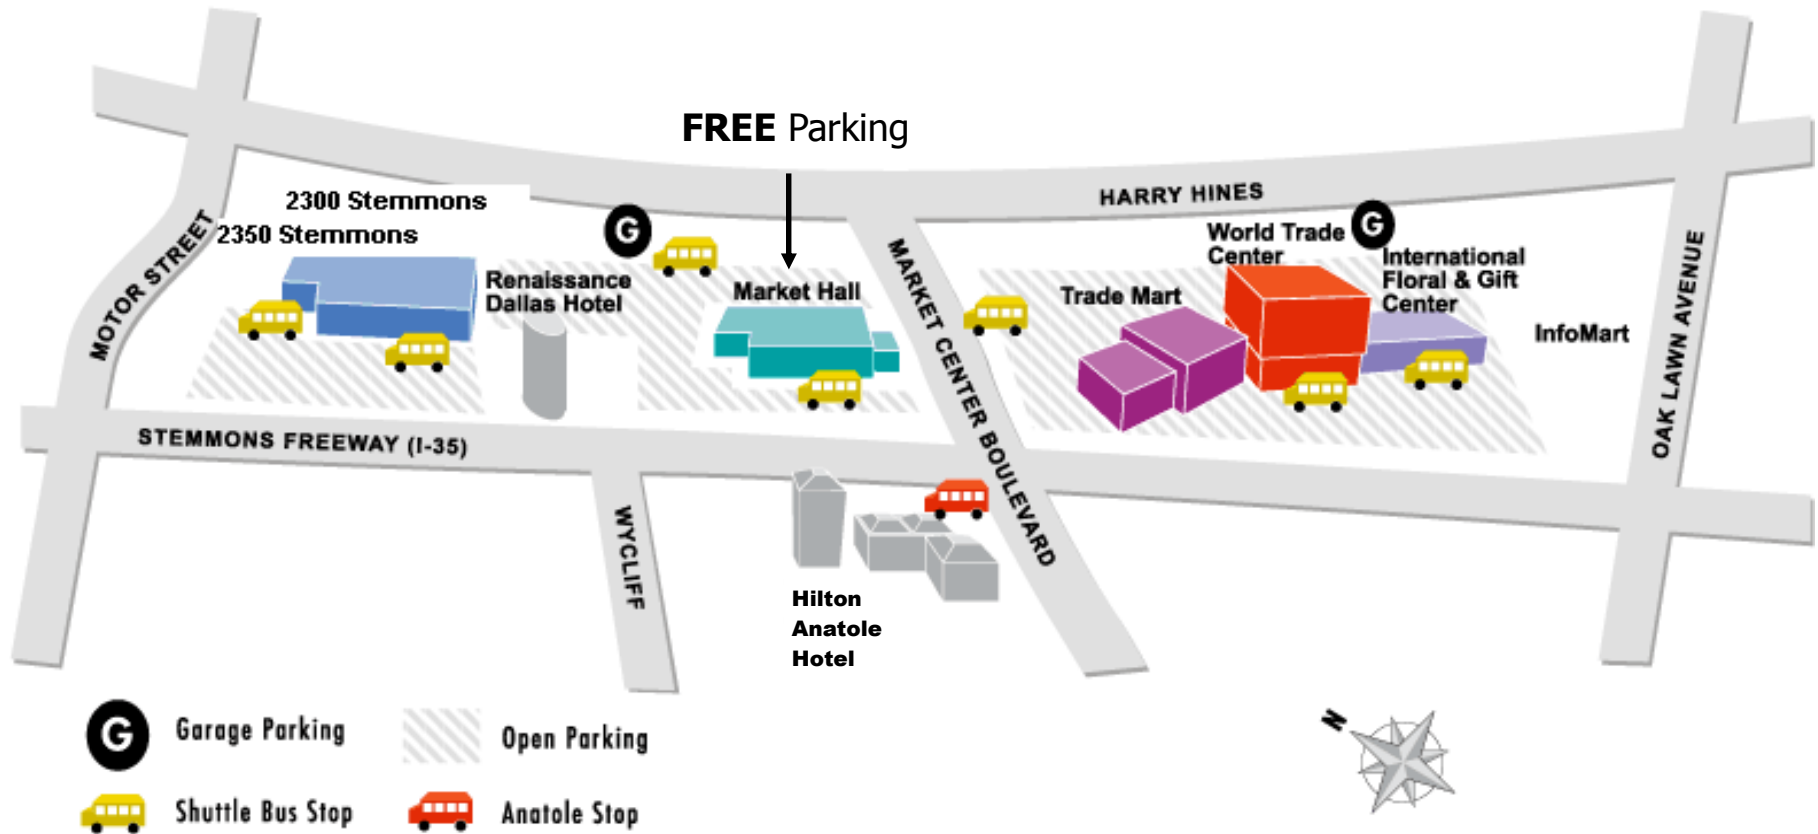 FREE Parking
HARRY HINES
2300 Stemmons
2350 Stemmons
G
G
World Trade
Center
International
Floral & Gift
Center
MOTOR STREET
Renaissance
Dallas Hotel
Market Hall
MARKET CENTER BOULEVARD
Trade Mart
InfoMart
OAK LAWN AVENUE
STEMMONS FREEWAY (I-35)
WYCLIFF
Hilton
Anatole
Hotel
G
Garage Parking
Open Parking
N
Shuttle Bus Stop
Anatole Stop